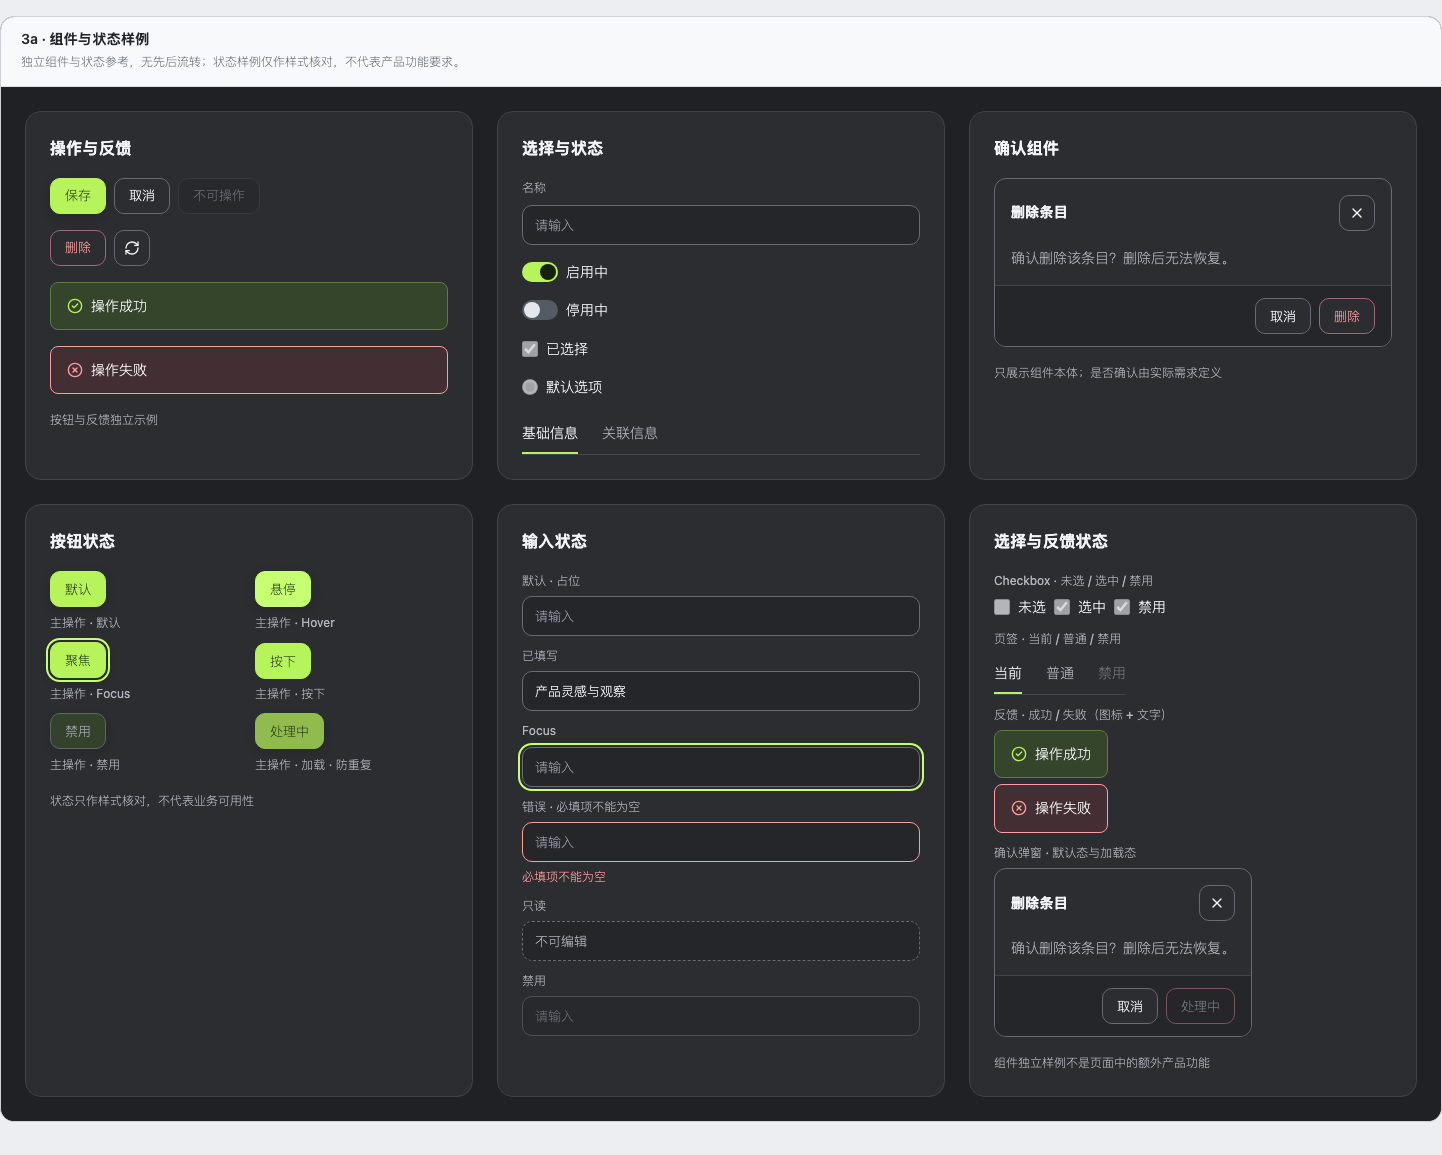 3a · 组件与状态样例
独立组件与状态参考，无先后流转；状态样例仅作样式核对，不代表产品功能要求。
操作与反馈
保存
取消
不可操作
删除
操作成功
操作失败
按钮与反馈独立示例
选择与状态
名称
请输入
启用中
停用中
已选择
默认选项
基础信息
关联信息
确认组件
删除条目
确认删除该条目？删除后无法恢复。
取消
删除
只展示组件本体；是否确认由实际需求定义
按钮状态
默认
主操作 · 默认
悬停
主操作 · Hover
聚焦
主操作 · Focus
按下
主操作 · 按下
禁用
主操作 · 禁用
处理中
主操作 · 加载 · 防重复
状态只作样式核对，不代表业务可用性
输入状态
默认 · 占位
请输入
已填写
产品灵感与观察
Focus
请输入
错误 · 必填项不能为空
请输入
必填项不能为空
只读
不可编辑
禁用
请输入
选择与反馈状态
Checkbox · 未选 / 选中 / 禁用
未选
选中
禁用
页签 · 当前 / 普通 / 禁用
当前
普通
禁用
反馈 · 成功 / 失败（图标 + 文字）
操作成功
操作失败
确认弹窗 · 默认态与加载态
删除条目
确认删除该条目？删除后无法恢复。
取消
处理中
组件独立样例不是页面中的额外产品功能